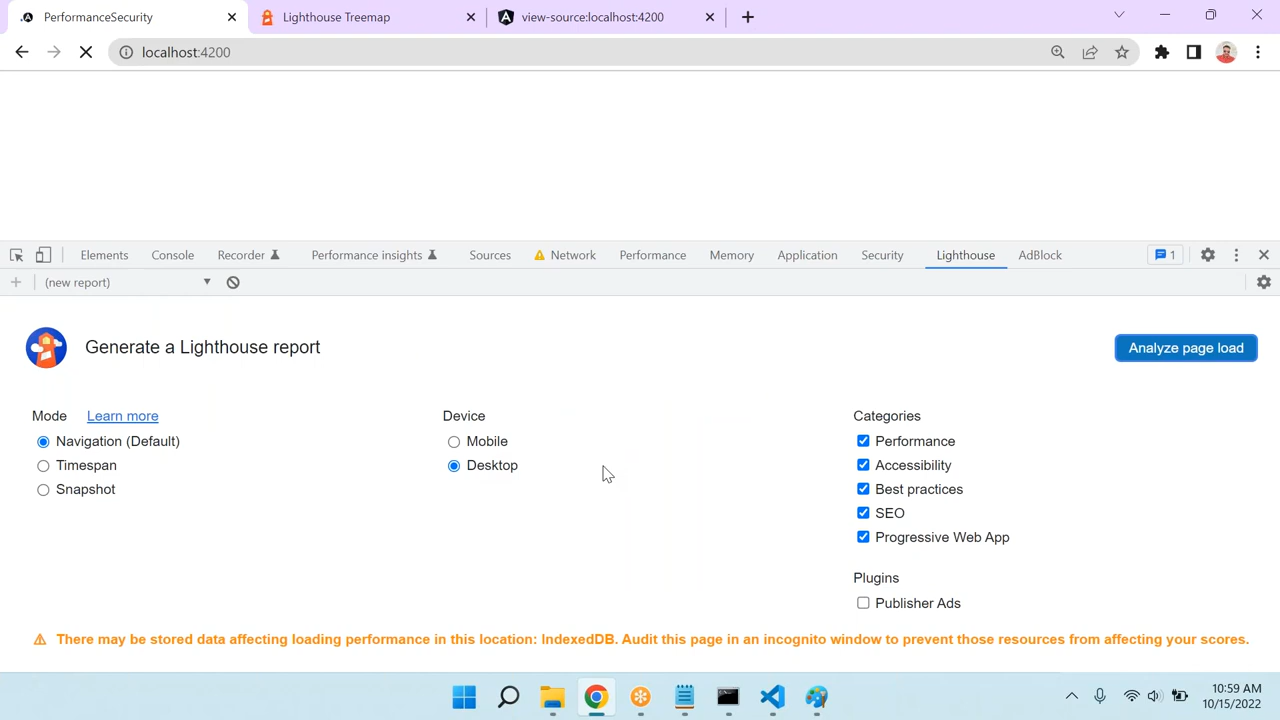 PerformanceSecurity
Lighthouse Treemap
view-source:localhost:4200
localhost:4200
Elements Console Recorder Performance insights Sources Network Performance Memory Application Security Lighthouse AdBlock 1
(new report)
Generate a Lighthouse report
Analyze page load
Mode Learn more
Device
Categories
Navigation (Default)
Mobile
Performance
Timespan
Desktop
Accessibility
Snapshot
Best practices
SEO
Progressive Web App
Plugins
Publisher Ads
There may be stored data affecting loading performance in this location: IndexedDB. Audit this page in an incognito window to prevent those resources from affecting your scores.
10:59 AM
10/15/2022